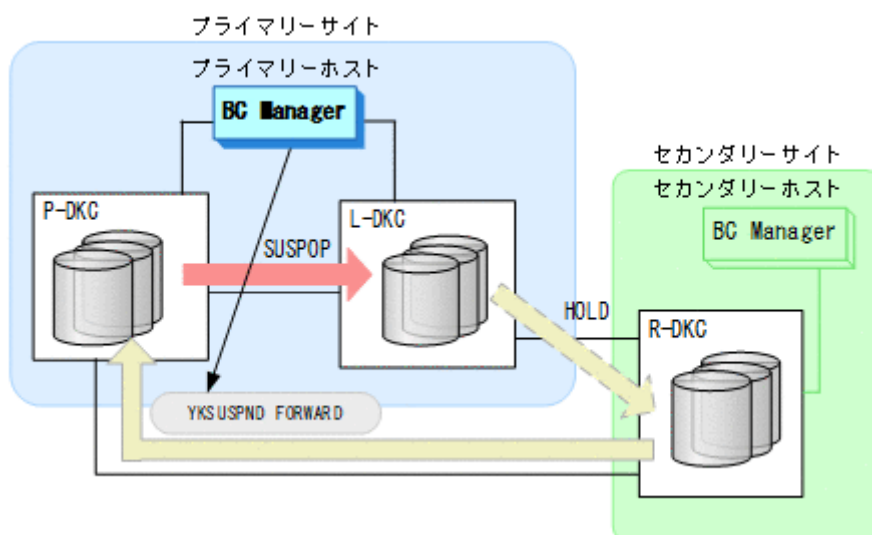 プライマリーサイト
プライマリーホスト
BC Manager
セカンダリーサイト
セカンダリーホスト
BC Manager
P-DKC
L-DKC
SUSPOP
HOLD
R-DKC
YKSUSPND FORWARD